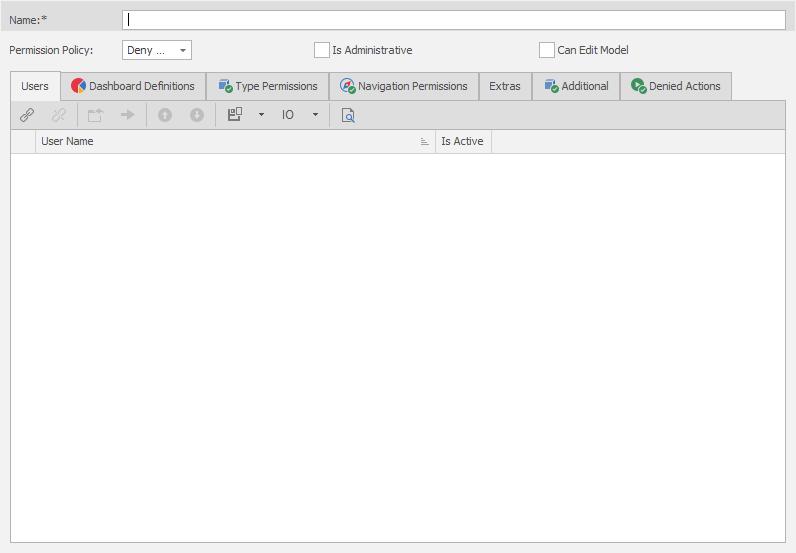 Name:*
Permission Policy: Deny ... Is Administrative Can Edit Model
Users Dashboard Definitions Type Permissions Navigation Permissions Extras Additional Denied Actions
IO
User Name Is Active